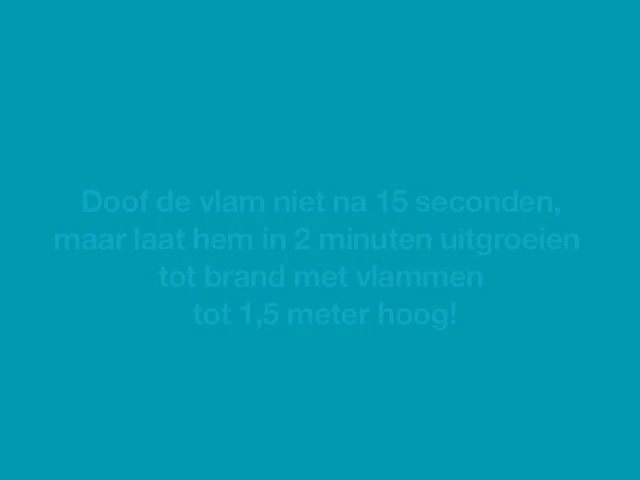 Doof de vlam niet na 15 seconden,
maar laat hem in 2 minuten uitgroeien
tot brand met vlammen
tot 1,5 meter hoog!